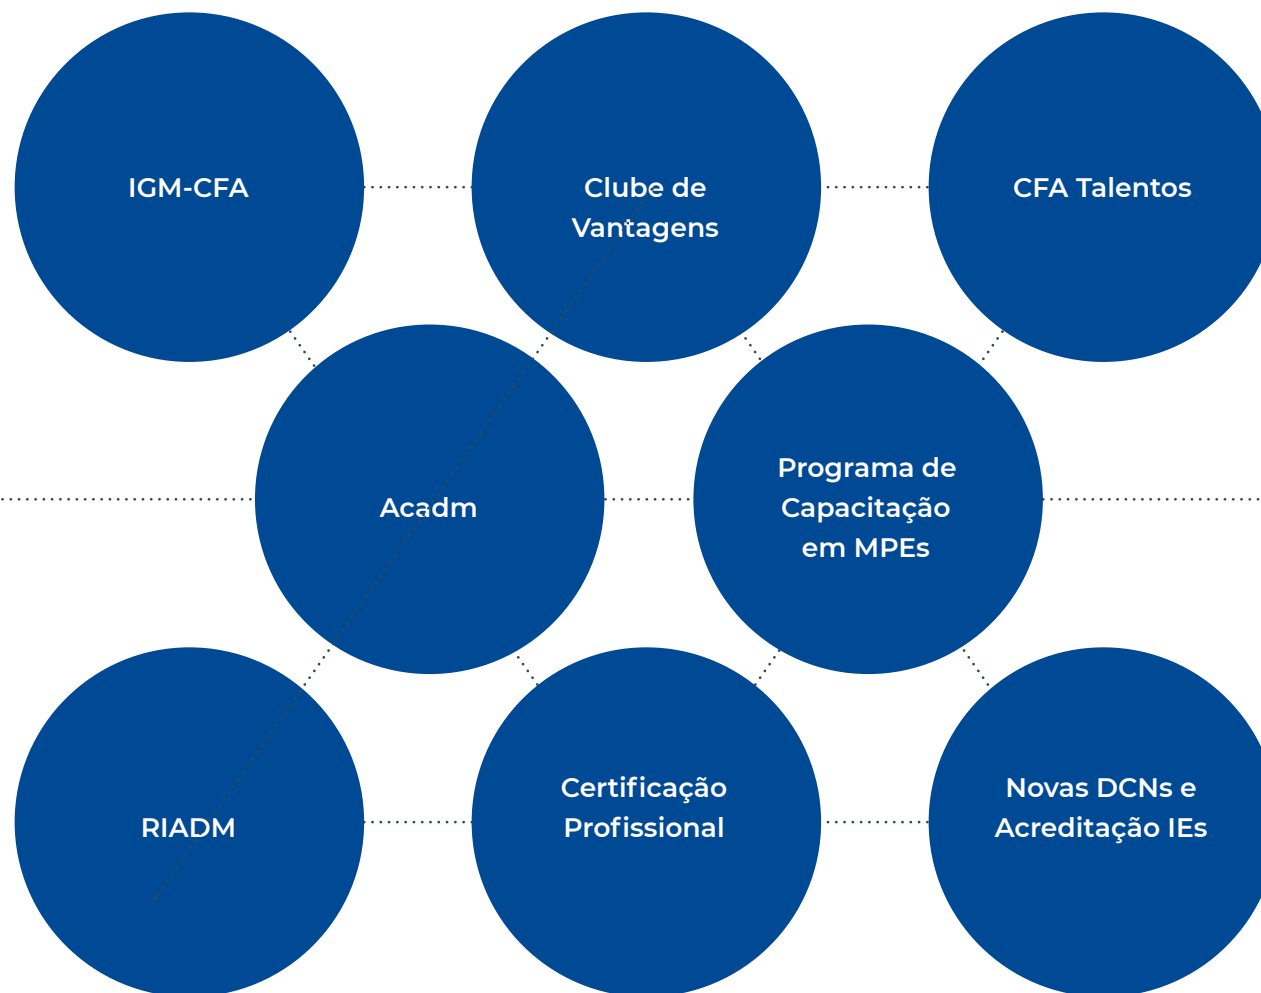 IGM-CFA
Clube de
Vantagens
CFA Talentos
Acadm
Programa de
Capacitação
em MPEs
RIADM
Certificação
Profissional
Novas DCNs e
Acreditação IEs